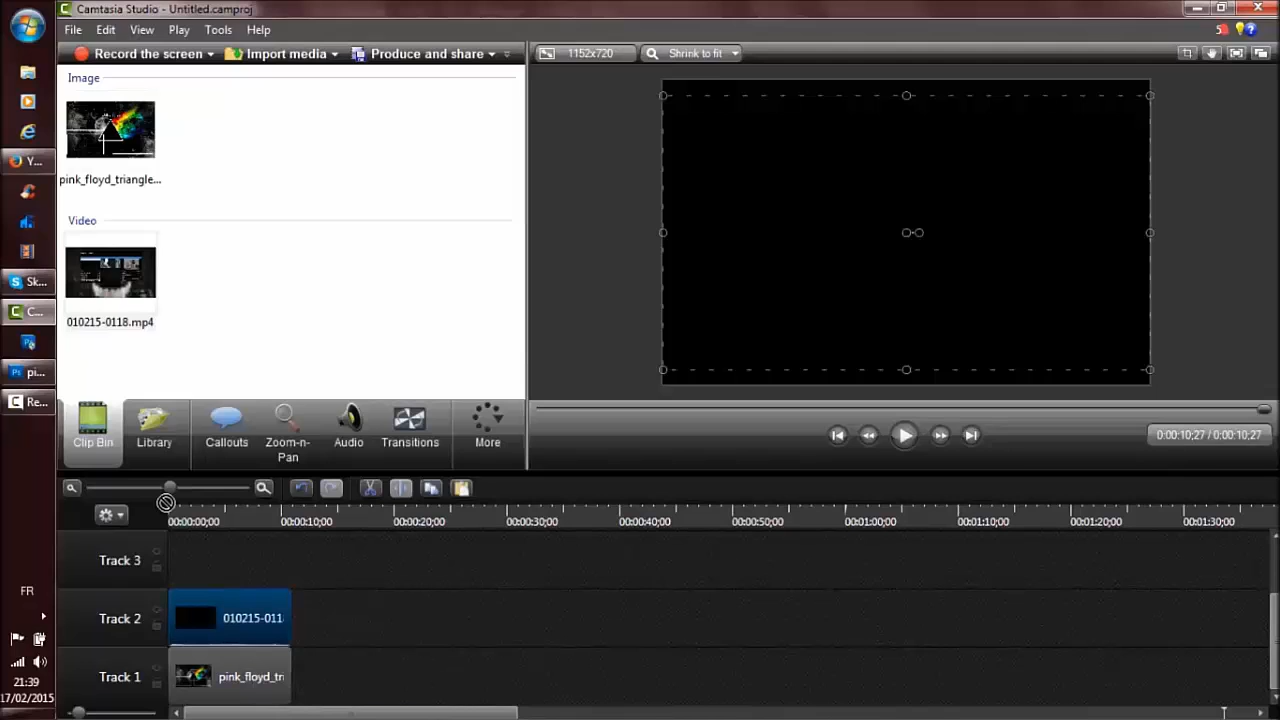 Camtasia Studio - Untitled.camproj
File Edit View Play Tools Help
5
Record the screen Import media Produce and share
1152x720 Shrink to fit
Image
pink_floyd_triangle...
Video
010215-0118.mp4
Y...
Sk...
C...
pi...
Re...
Clip Bin Library Callouts Zoom-n-Pan Audio Transitions More
0:00:10;27 / 0:00:10;27
00:00:00;00 00:00:10;00 00:00:20;00 00:00:30;00 00:00:40;00 00:00:50;00 00:01:00;00 00:01:10;00 00:01:20;00 00:01:30;00
Track 3
Track 2 010215-011
Track 1 pink_floyd_tri
FR
21:39
17/02/2015